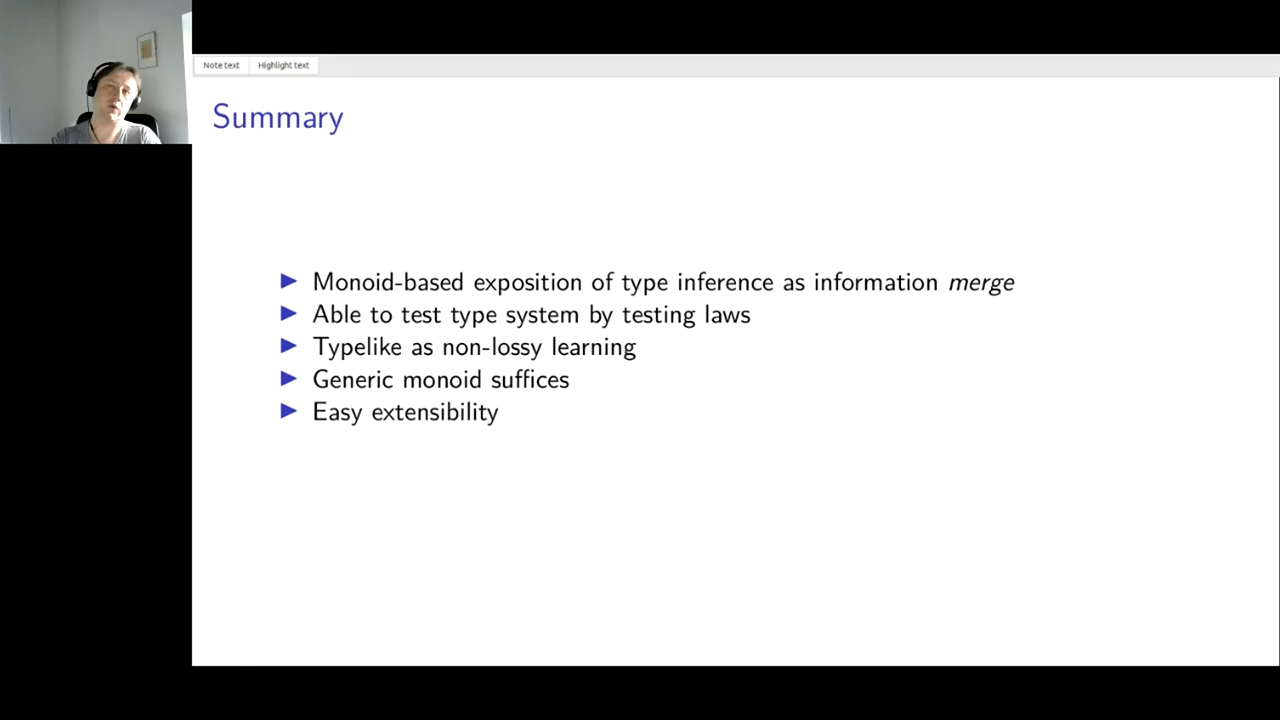 Note text Highlight text
Summary
Monoid-based exposition of type inference as information merge
Able to test type system by testing laws
Typelike as non-lossy learning
Generic monoid suffices
Easy extensibility